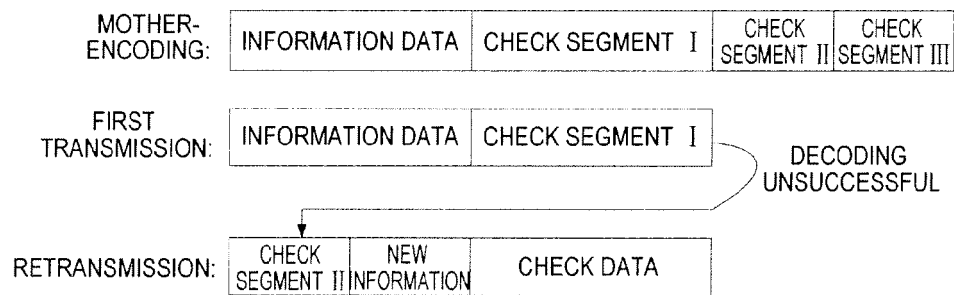 MOTHER-
ENCODING:
INFORMATION DATA
CHECK SEGMENT I
CHECK
SEGMENT II
CHECK
SEGMENT III
FIRST
TRANSMISSION:
INFORMATION DATA
CHECK SEGMENT I
DECODING
UNSUCCESSFUL
RETRANSMISSION:
CHECK
SEGMENT II
NEW
INFORMATION
CHECK DATA